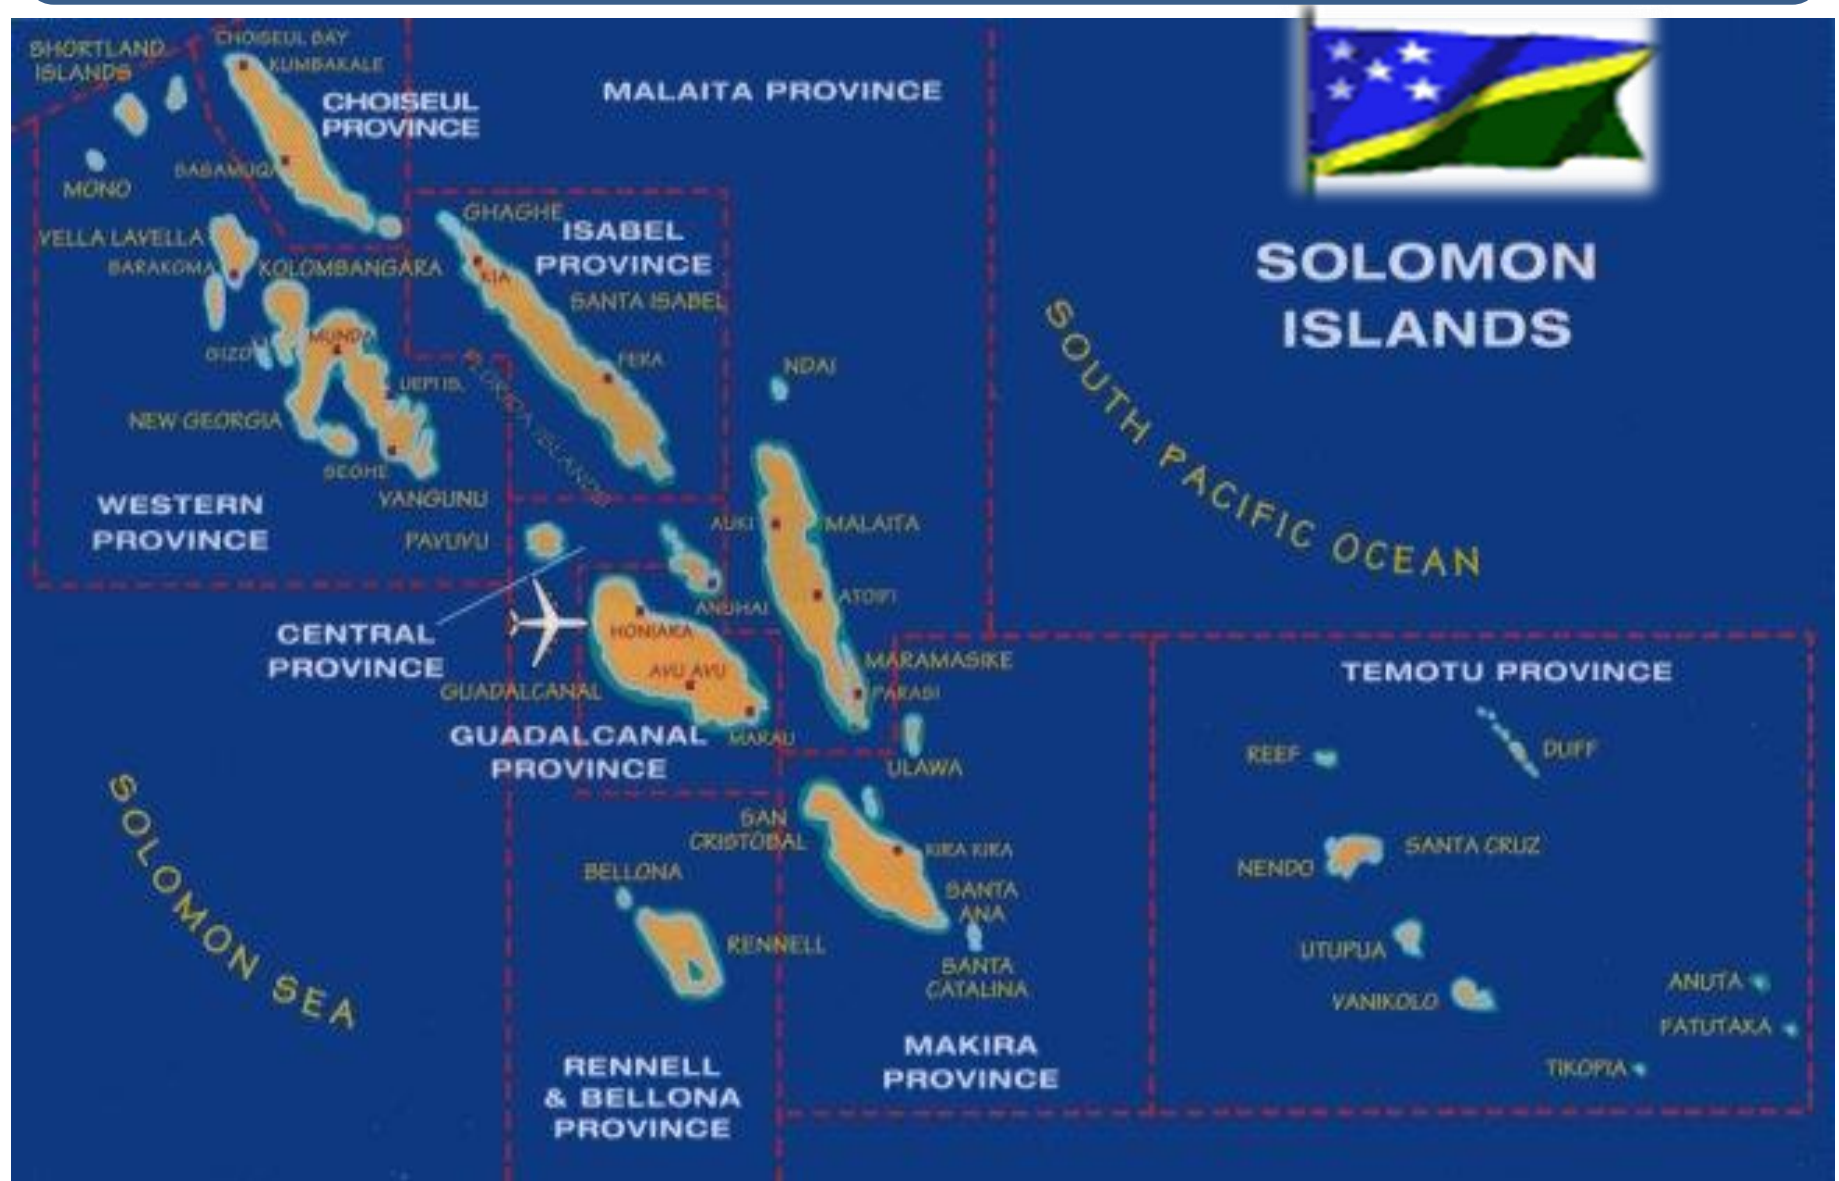 SHORTLAND
ISLANDS
CHOISEUL BAY
KUMBAKALE
CHOISEUL
PROVINCE
MALAITA PROVINCE
MONO
BABAMUQA
VELLA LAVELLA
BARAKOMA
KOLOMBANGARA
GHAGHE
ISABEL
PROVINCE
KIA
SANTA ISABEL
SOLOMON
ISLANDS
GIZO
MUNDA
UEPI IS.
FERA
NDAI
FLORIDA ISLANDS
NEW GEORGIA
SEGHE
VANGUNU
WESTERN
PROVINCE
PAVUVU
AUKI
MALAITA
SOUTH PACIFIC OCEAN
ANUHAI
ATOIFI
CENTRAL
PROVINCE
HONIARA
AVU AVU
GUADALCANAL
MARAMASIKE
PARASI
GUADALCANAL
PROVINCE
MARAU
ULAWA
TEMOTU PROVINCE
REEF
DUFF
SOLOMON SEA
SAN
CRISTOBAL
KIRA KIRA
BELLONA
SANTA
ANA
RENNELL
SANTA
CATALINA
NENDO
SANTA CRUZ
UTUPUA
VANIKOLO
ANUTA
FATUTAKA
TIKOPIA
RENNELL
& BELLONA
PROVINCE
MAKIRA
PROVINCE